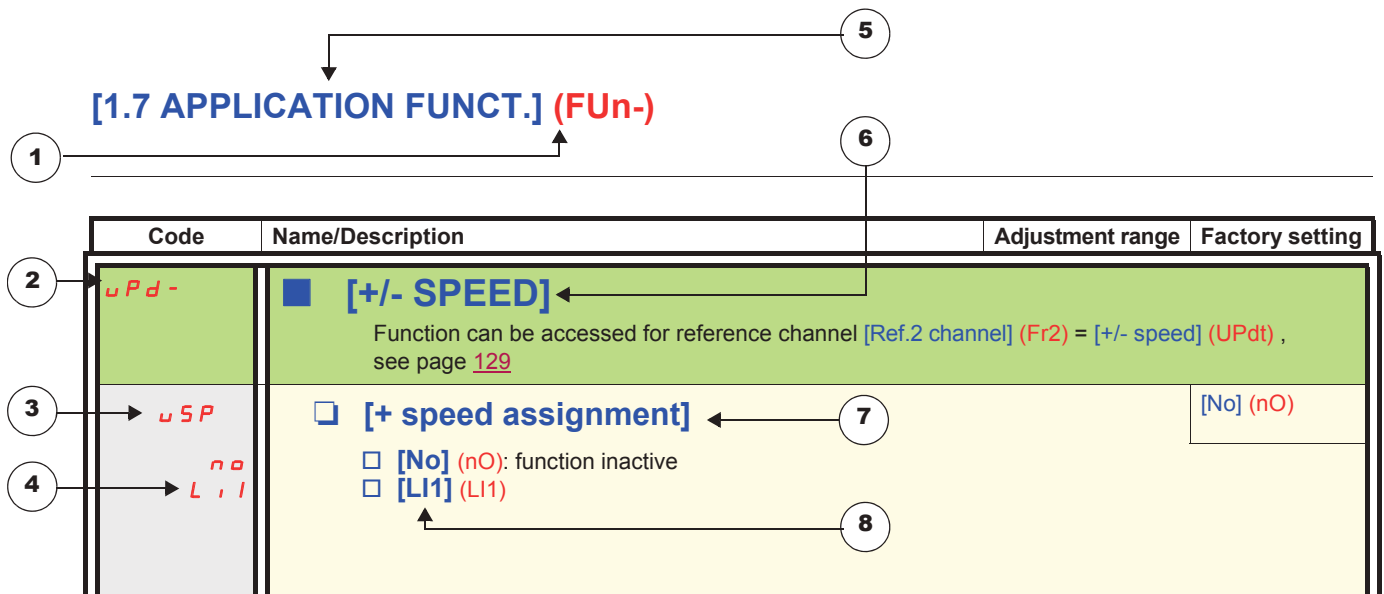 5
[1.7 APPLICATION FUNCT.] (FUn-)
6
1
Code Name/Description Adjustment range Factory setting
2
uPd- [+/- SPEED]
Function can be accessed for reference channel [Ref.2 channel] (Fr2) = [+/- speed] (UPdt) ,
see page 129
3 uSP [+ speed assignment] 7 [No] (nO)
no [No] (nO): function inactive
4 LiI [LI1] (LI1)
8